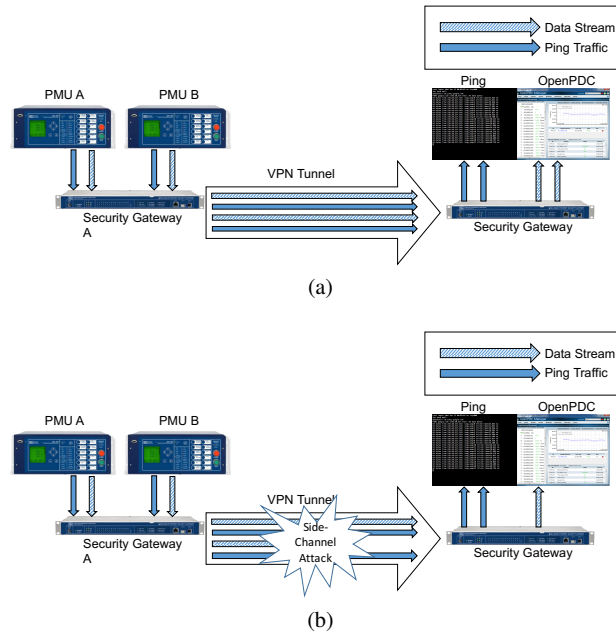 Data Stream
Ping Traffic
PMU A
PMU B
Ping
OpenPDC
VPN Tunnel
Security Gateway
A
Security Gateway
(a)
Data Stream
Ping Traffic
PMU A
PMU B
Ping
OpenPDC
VPN Tunnel
Side-
Channel
Attack
Security Gateway
A
Security Gateway
(b)